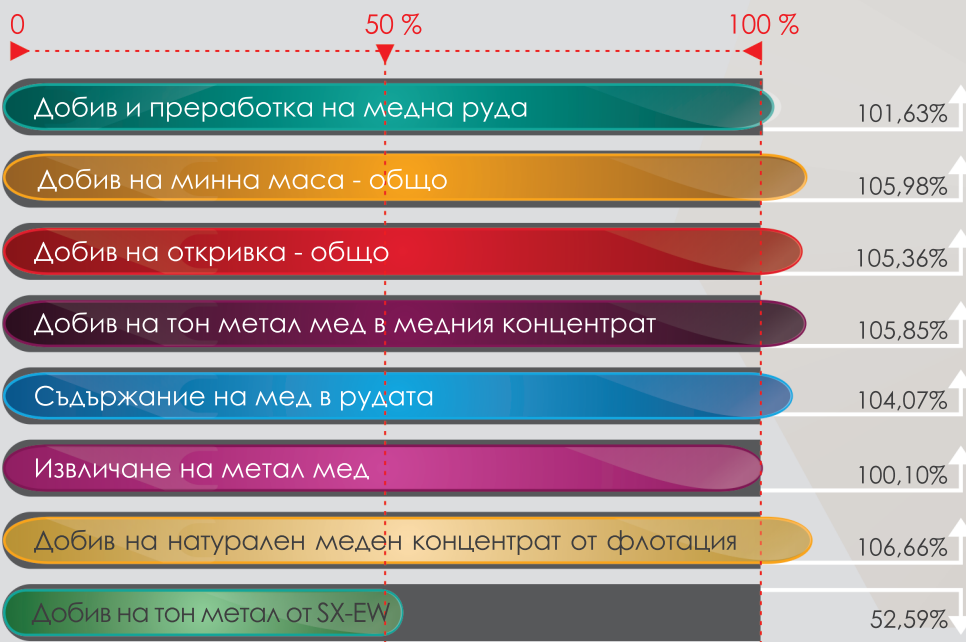 0 50 % 100 %
Добив и преработка на медна руда 101,63%
Добив на минна маса - общо 105,98%
Добив на откривка - общо 105,36%
Добив на тон метал мед в медния концентрат 105,85%
Съдържание на мед в рудата 104,07%
Извличане на метал мед 100,10%
Добив на натурален меден концентрат от флотация 106,66%
Добив на тон метал от SX-EW 52,59%